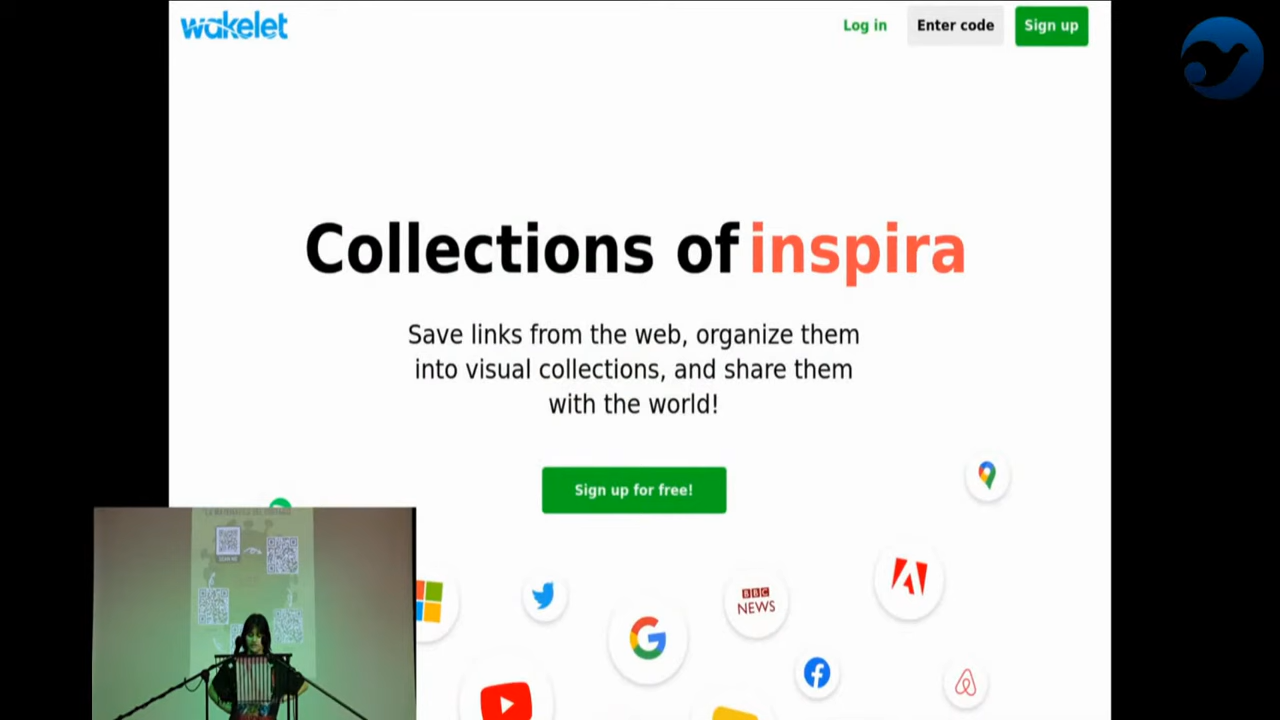 wakelet
Log in
Enter code
Sign up
Collections of inspira
Save links from the web, organize them
into visual collections, and share them
with the world!
Sign up for free!
BBC
NEWS